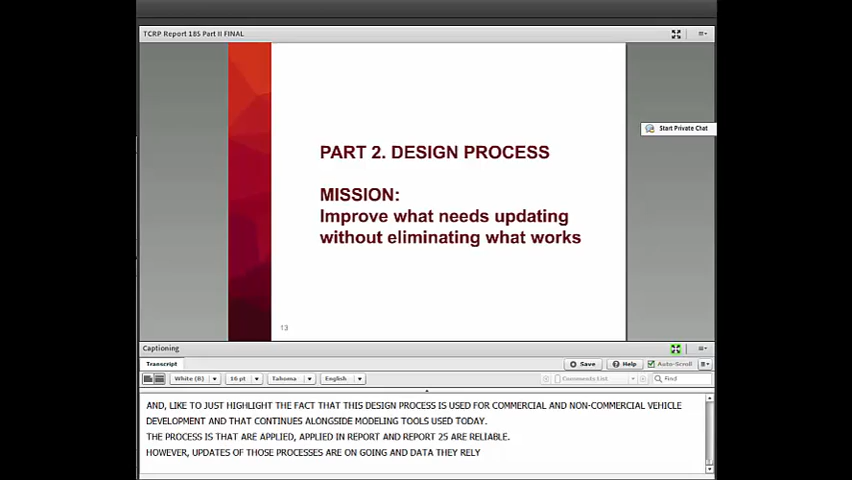 TCRP Report 185 Part II FINAL
Start Private Chat
PART 2. DESIGN PROCESS
MISSION:
Improve what needs updating
without eliminating what works
13
Captioning
Transcript
Save
Help
Auto-Scroll
White (B)
16 pt
Tahoma
English
Comments List
Find
AND, LIKE TO JUST HIGHLIGHT THE FACT THAT THIS DESIGN PROCESS IS USED FOR COMMERCIAL AND NON-COMMERCIAL VEHICLE
DEVELOPMENT AND THAT CONTINUES ALONGSIDE MODELING TOOLS USED TODAY.
THE PROCESS IS THAT ARE APPLIED, APPLIED IN REPORT AND REPORT 25 ARE RELIABLE.
HOWEVER, UPDATES OF THOSE PROCESSES ARE ON GOING AND DATA THEY RELY